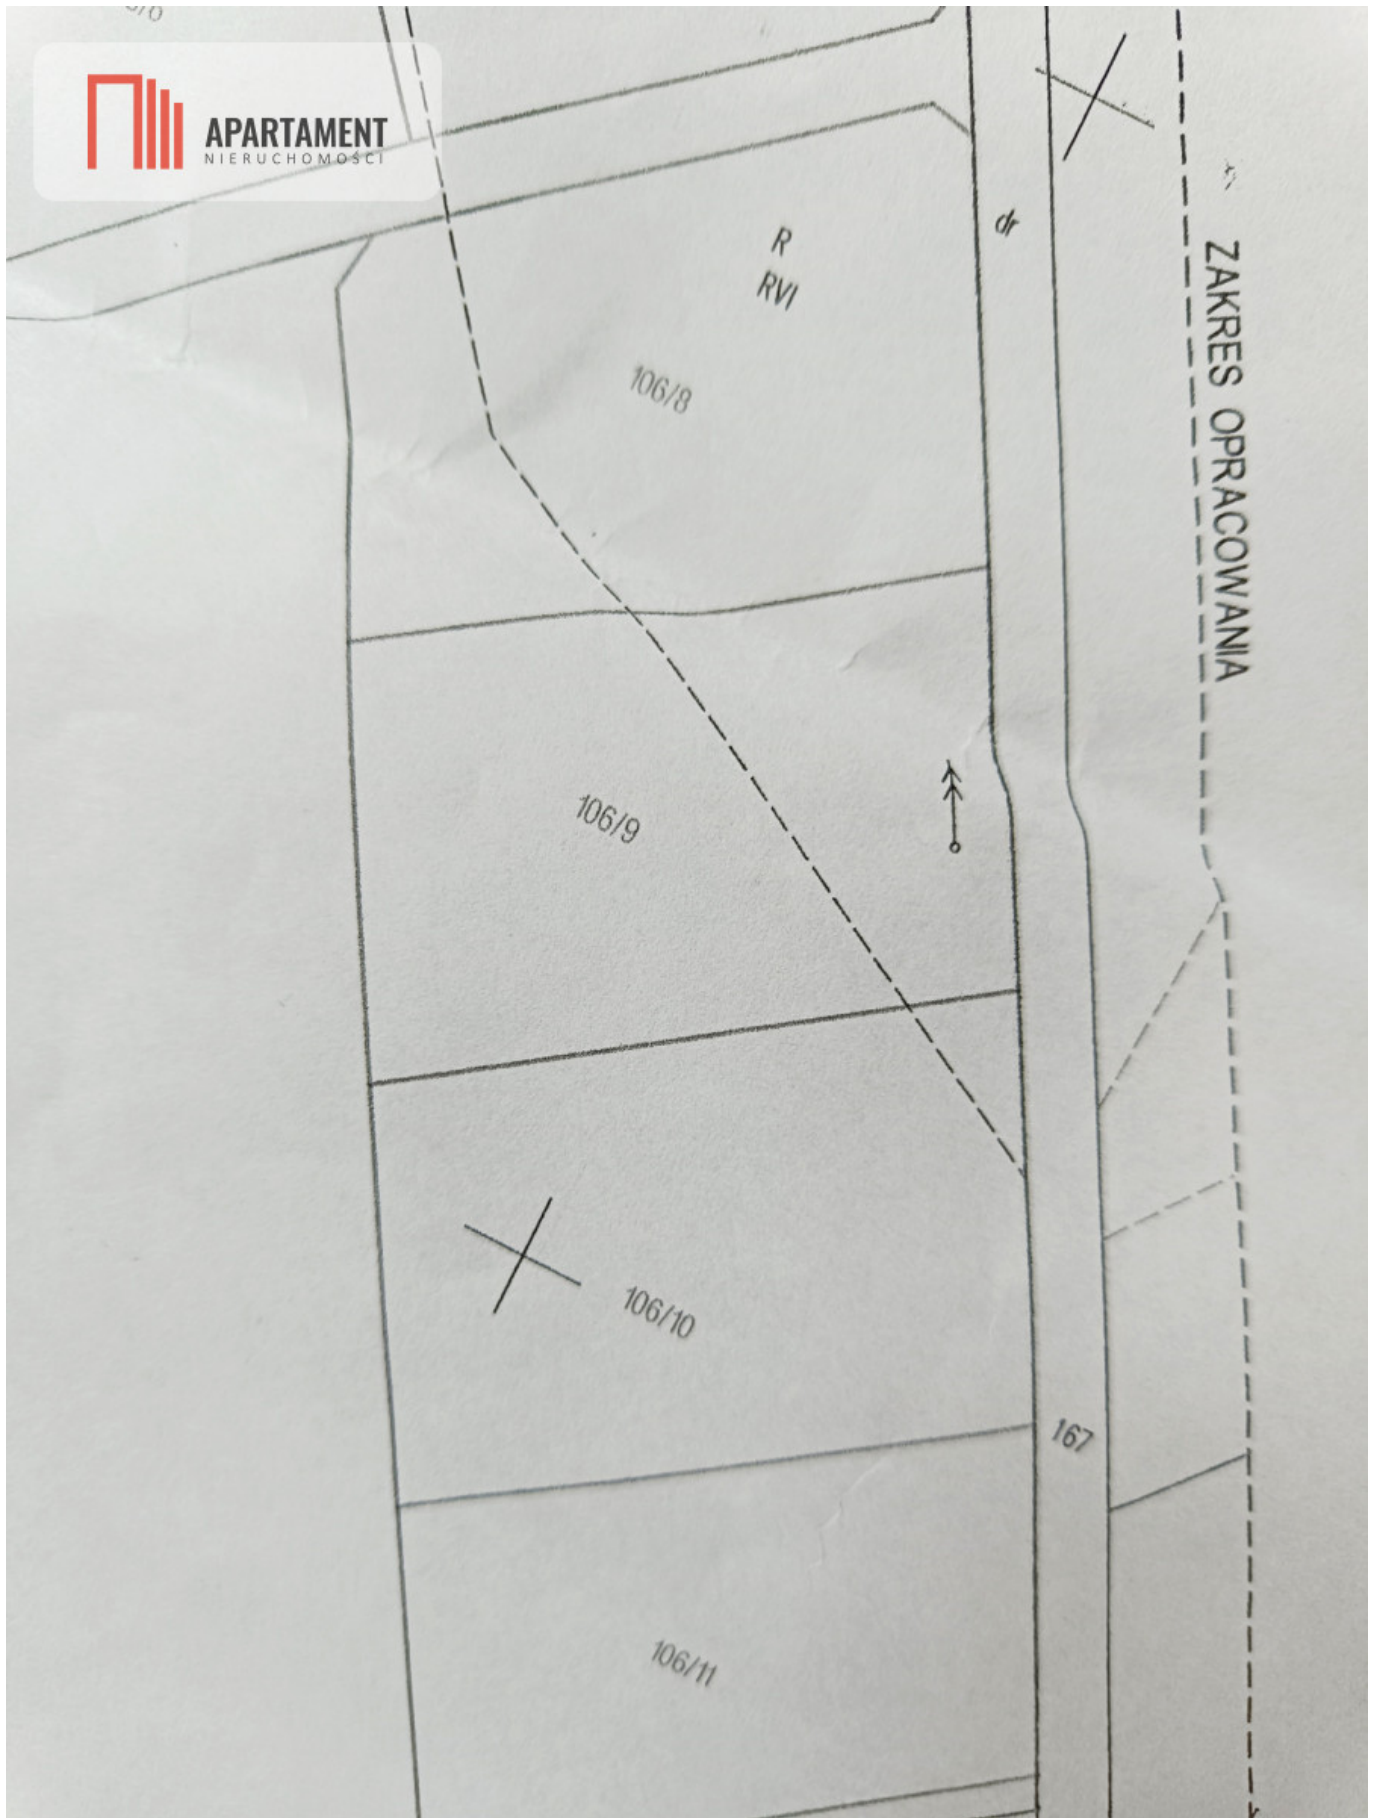 APARTAMENT
NIERUCHOMOŚCI
dr
R
RVI
ZAKRES OPRACOWANIA
106/8
106/9
106/10
167
106/11